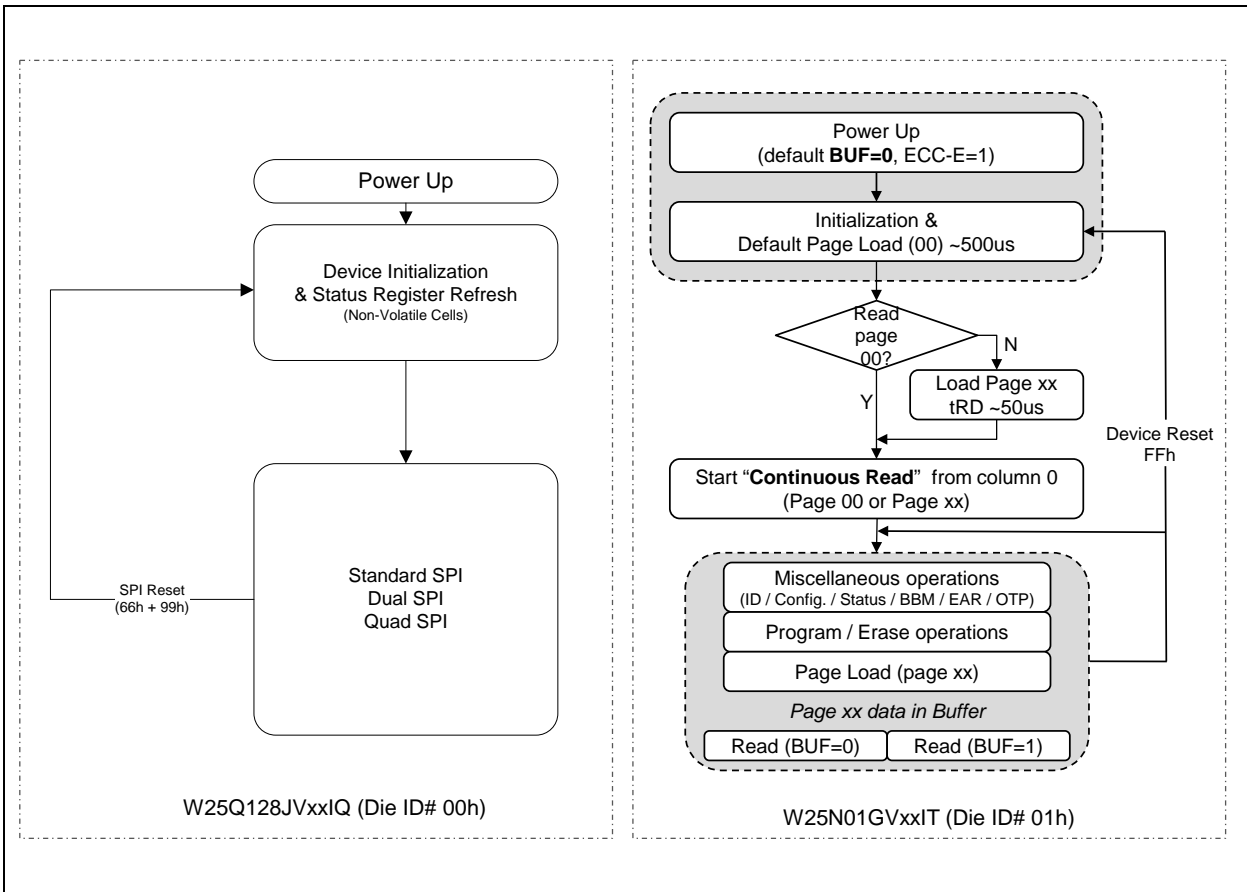 Power Up
Device Initialization
& Status Register Refresh
(Non-Volatile Cells)
SPI Reset
(66h + 99h)
Standard SPI
Dual SPI
Quad SPI
W25Q128JVxxIQ (Die ID# 00h)
Power Up
(default BUF=0, ECC-E=1)
Initialization &
Default Page Load (00) ~500us
Read
page
00?
N
Y
Load Page xx
tRD ~50us
Device Reset
FFh
Start “Continuous Read” from column 0
(Page 00 or Page xx)
Miscellaneous operations
(ID / Config. / Status / BBM / EAR / OTP)
Program / Erase operations
Page Load (page xx)
Page xx data in Buffer
Read (BUF=0) Read (BUF=1)
W25N01GVxxIT (Die ID# 01h)